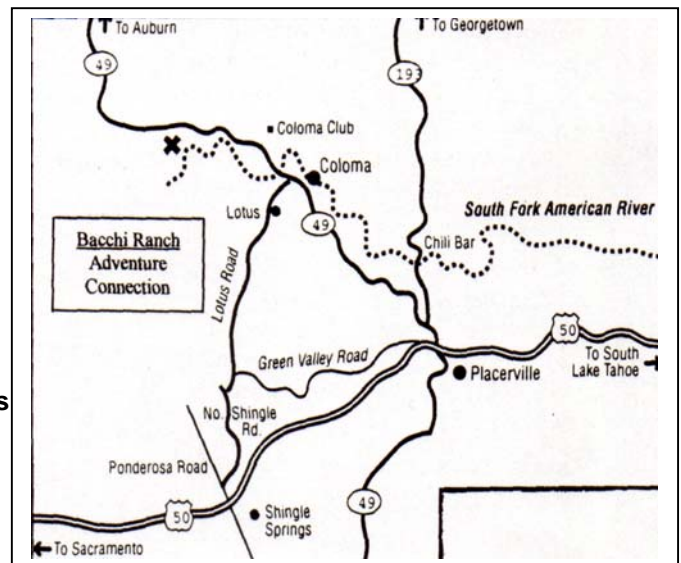 To Auburn
To Georgetown
49
193
Coloma Club
Coloma
Lotus
49
South Fork American River
Chili Bar
Bacchi Ranch
Adventure
Connection
Lotus Road
50
To South
Lake Tahoe
Green Valley Road
Placerville
No. Shingle
Rd.
Ponderosa Road
50
Shingle
Springs
49
To Sacramento
s